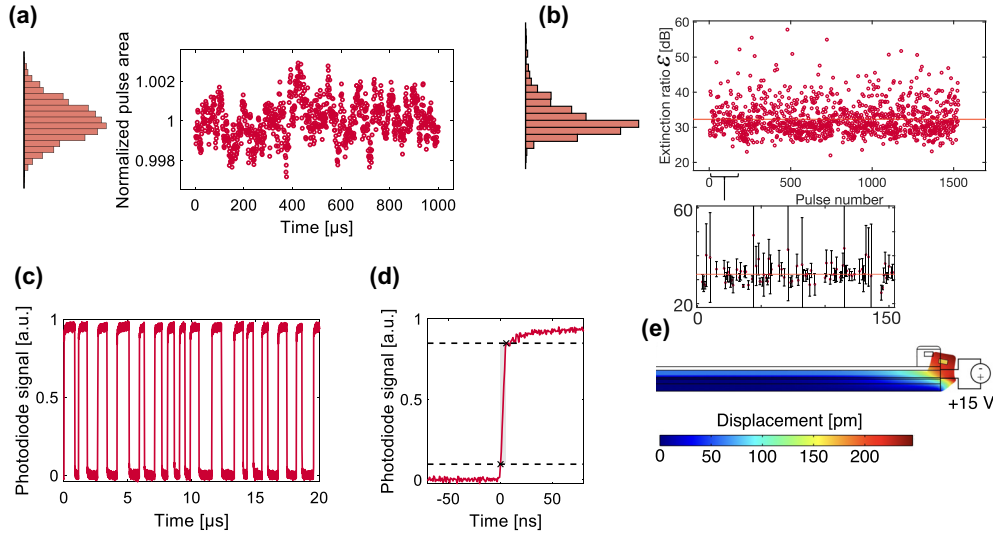 (a)
Normalized pulse area
1.002
1
0.998
0
200
400
600
800
1000
Time [µs]
(b)
Extinction ratio ℰ [dB]
60
50
40
30
20
0
500
1000
1500
Pulse number
60
20
0
150
(c)
Photodiode signal [a.u.]
1
0.5
0
0
5
10
15
20
Time [µs]
(d)
Photodiode signal [a.u.]
1
0.5
0
-50
0
50
Time [ns]
(e)
+
-
+15 V
Displacement [pm]
0
50
100
150
200